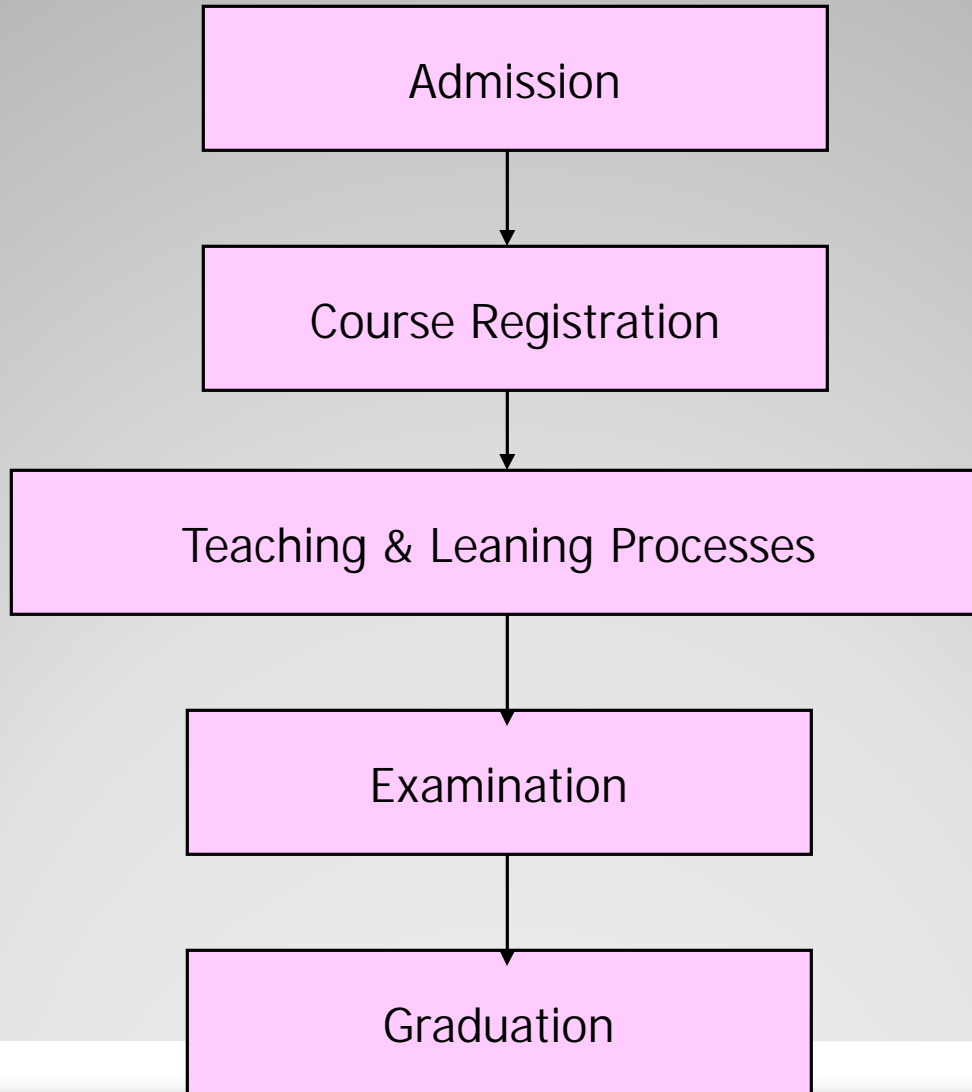 Admission
Course Registration
Teaching & Leaning Processes
Examination
Graduation